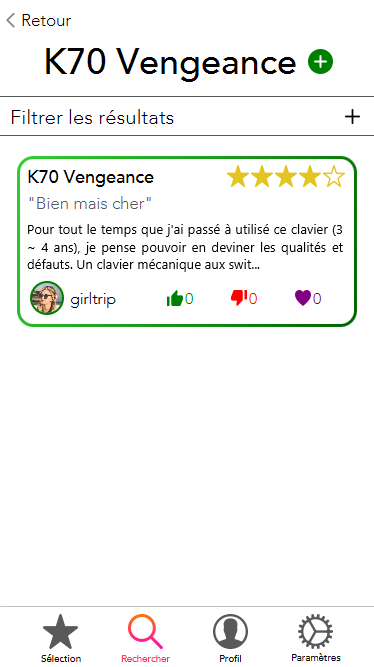 Retour
K70 Vengeance
Filtrer les résultats
K70 Vengeance
"Bien mais cher"
Pour tout le temps que j'ai passé à utilisé ce clavier (3
~ 4 ans), je pense pouvoir en deviner les qualités et
défauts. Un clavier mécanique aux swit...
girltrip 0 0 0
Sélection Rechercher Profil Paramètres